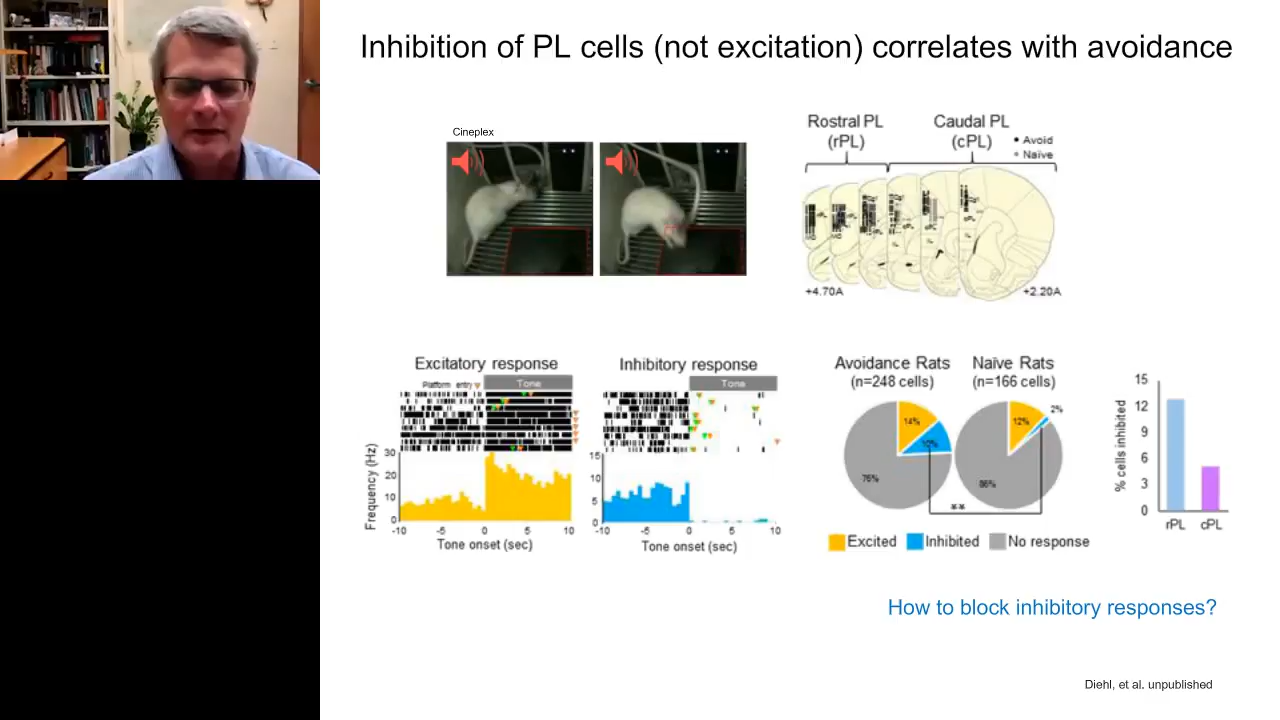 Inhibition of PL cells (not excitation) correlates with avoidance
Cineplex
Rostral PL
(rPL)
Caudal PL
(cPL)
Avoid
Naïve
+4.70A
+2.20A
Excitatory response
Platform entry
Tone
Frequency (Hz)
30
20
10
0
-10 -5 0 5 10
Tone onset (sec)
Inhibitory response
Tone
15
10
5
0
-10 -5 0 5 10
Tone onset (sec)
Avoidance Rats
(n=248 cells)
14%
10%
76%
Naïve Rats
(n=166 cells)
12%
2%
86%
**
Excited Inhibited No response
% cells inhibited
15
12
9
6
3
0
rPL cPL
How to block inhibitory responses?
Diehl, et al. unpublished